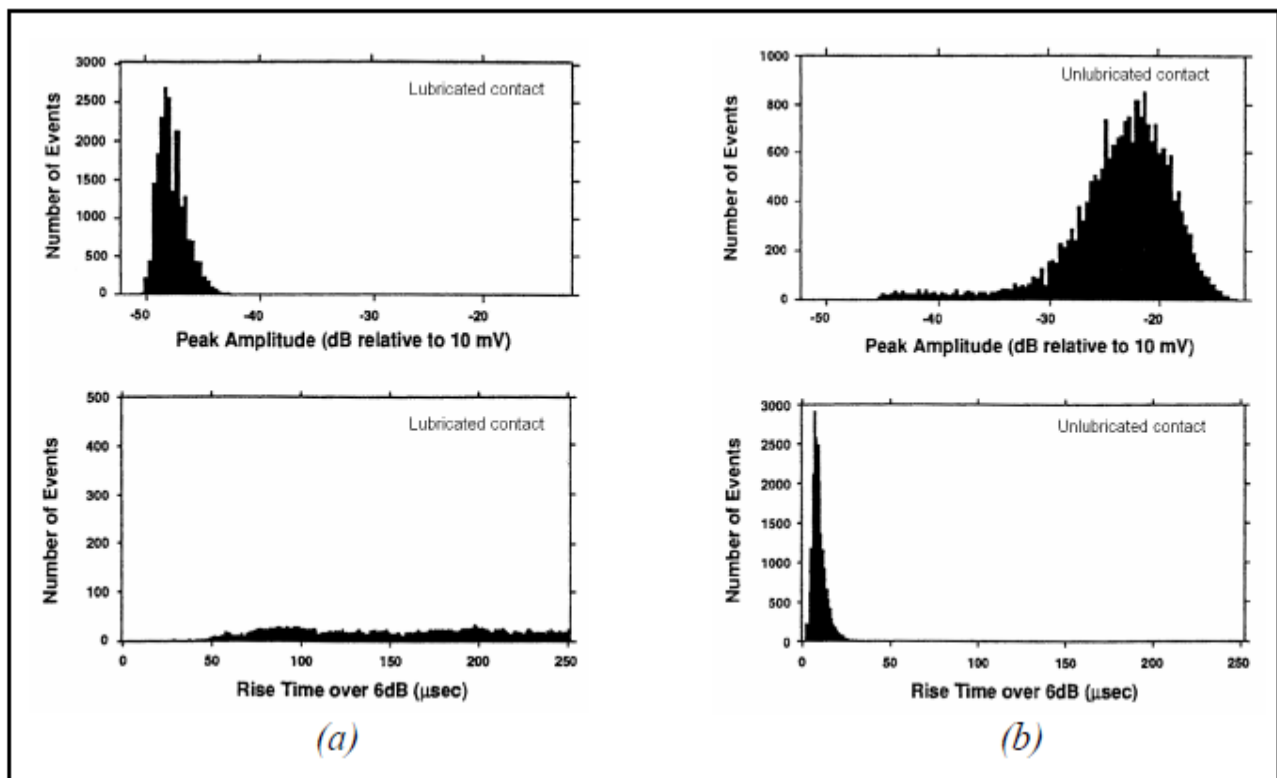 3000
2500
2000
1500
1000
500
0
Number of Events
Lubricated contact
-50 -40 -30 -20
Peak Amplitude (dB relative to 10 mV)
500
400
300
200
100
0
Number of Events
Lubricated contact
0 50 100 150 200 250
Rise Time over 6dB (μsec)
(a)
1000
800
600
400
200
0
Number of Events
Unlubricated contact
-50 -40 -30 -20
Peak Amplitude (dB relative to 10 mV)
3000
2500
2000
1500
1000
500
0
Number of Events
Unlubricated contact
0 50 100 150 200 250
Rise Time over 6dB (μsec)
(b)